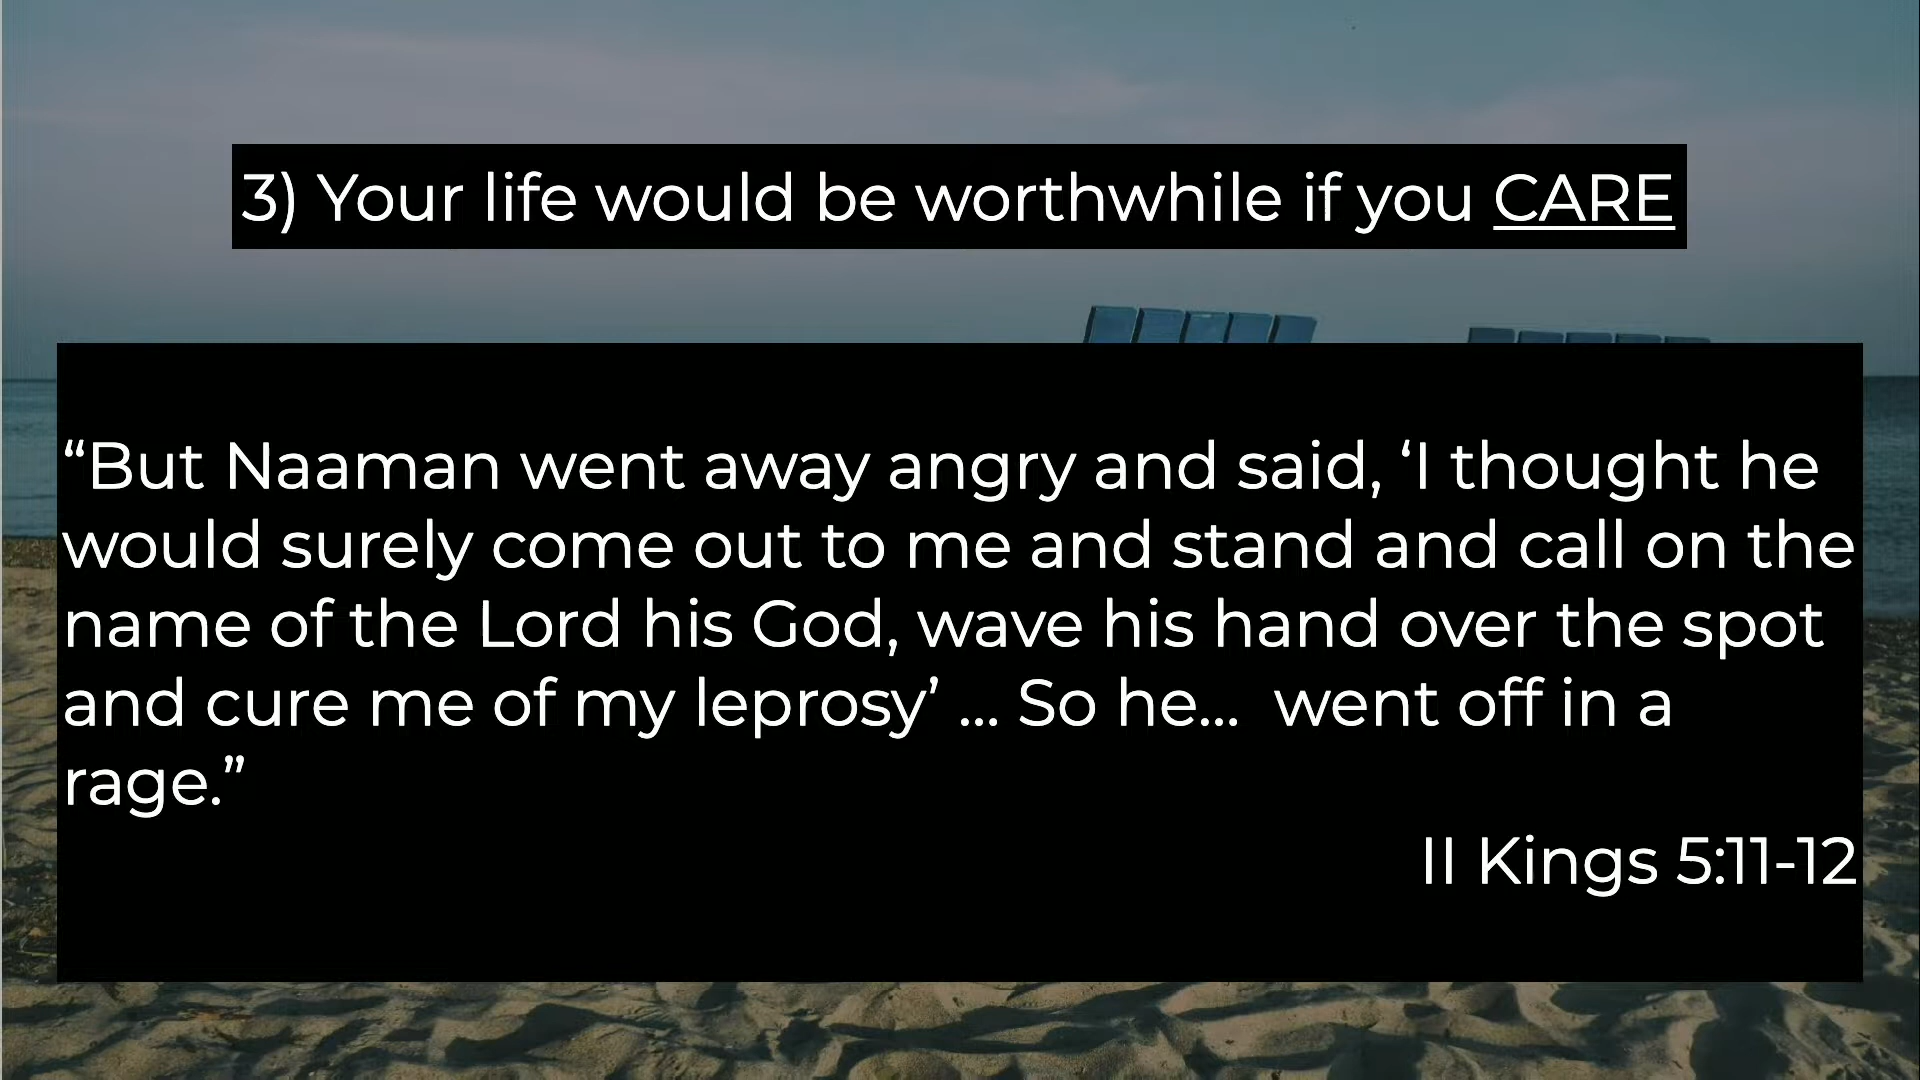 3) Your life would be worthwhile if you CARE
“But Naaman went away angry and said, ‘I thought he
would surely come out to me and stand and call on the
name of the Lord his God, wave his hand over the spot
and cure me of my leprosy’ ... So he...  went off in a
rage.”
II Kings 5:11-12